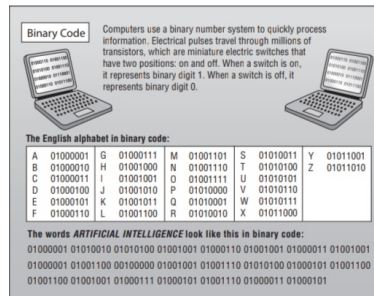 Binary Code
Computers use a binary number system to quickly process
information. Electrical pulses travel through millions of
transistors, which are miniature electric switches that
have two positions: on and off. When a switch is on,
it represents binary digit 1. When a switch is off, it
represents binary digit 0.
The English alphabet in binary code:
A 01000001 G 01000111 M 01001101 S 01010011 Y 01011001
B 01000010 H 01001000 N 01001110 T 01010100 Z 01011010
C 01000011 I 01001001 O 01001111 U 01010101
D 01000100 J 01001010 P 01010000 V 01010110
E 01000101 K 01001011 Q 01010001 W 01010111
F 01000110 L 01001100 R 01010010 X 01011000
The words ARTIFICIAL INTELLIGENCE look like this in binary code:
01000001 01010010 01010100 01001001 01000110 01001001 01000011 01001001
01000001 01001100 00100000 01001001 01001110 01010100 01000101 01001100
01001100 01001001 01000111 01000101 01001110 01000011 01000101